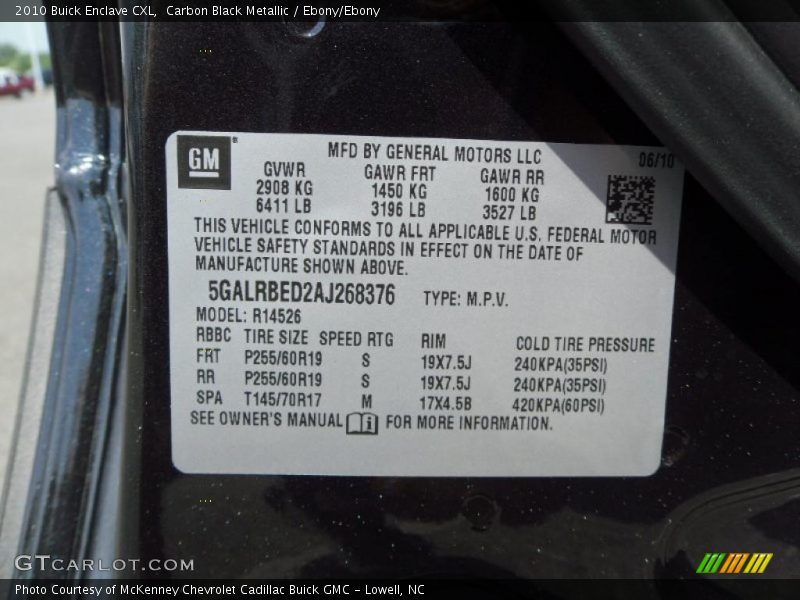 2010 Buick Enclave CXL, Carbon Black Metallic / Ebony/Ebony
GM
MFD BY GENERAL MOTORS LLC
06/10
GVWR GAWR FRT GAWR RR
2908 KG 1450 KG 1600 KG
6411 LB 3196 LB 3527 LB
THIS VEHICLE CONFORMS TO ALL APPLICABLE U.S. FEDERAL MOTOR
VEHICLE SAFETY STANDARDS IN EFFECT ON THE DATE OF
MANUFACTURE SHOWN ABOVE.
5GALRBED2AJ268376 TYPE: M.P.V.
MODEL: R14526
RBBC TIRE SIZE SPEED RTG RIM COLD TIRE PRESSURE
FRT P255/60R19 S 19X7.5J 240KPA(35PSI)
RR P255/60R19 S 19X7.5J 240KPA(35PSI)
SPA T145/70R17 M 17X4.5B 420KPA(60PSI)
SEE OWNER'S MANUAL i FOR MORE INFORMATION.
GTCARLOT.COM
Photo Courtesy of McKenney Chevrolet Cadillac Buick GMC - Lowell, NC